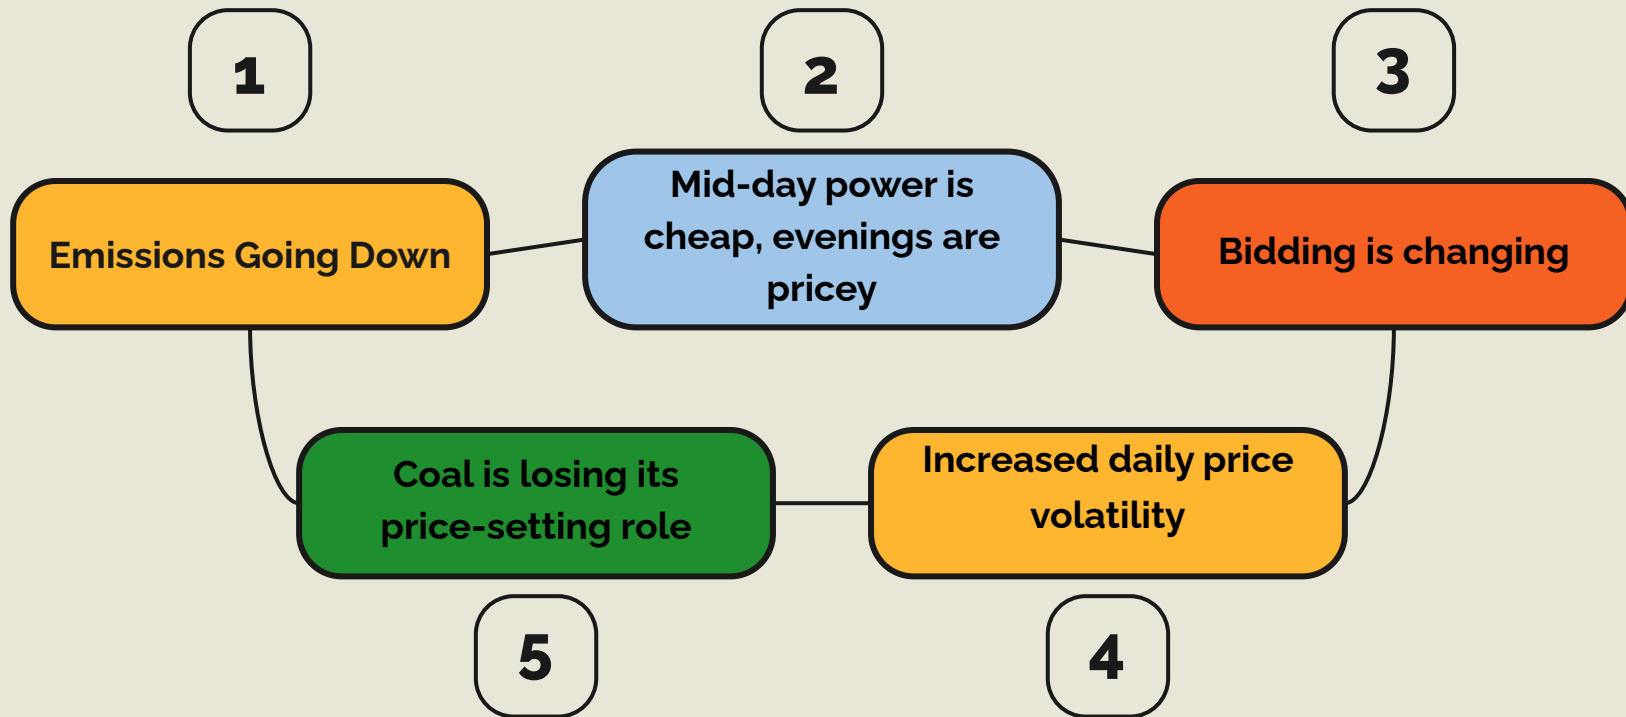 1
2
3
Emissions Going Down
Mid-day power is
cheap, evenings are
pricey
Bidding is changing
Coal is losing its
price-setting role
Increased daily price
volatility
5
4